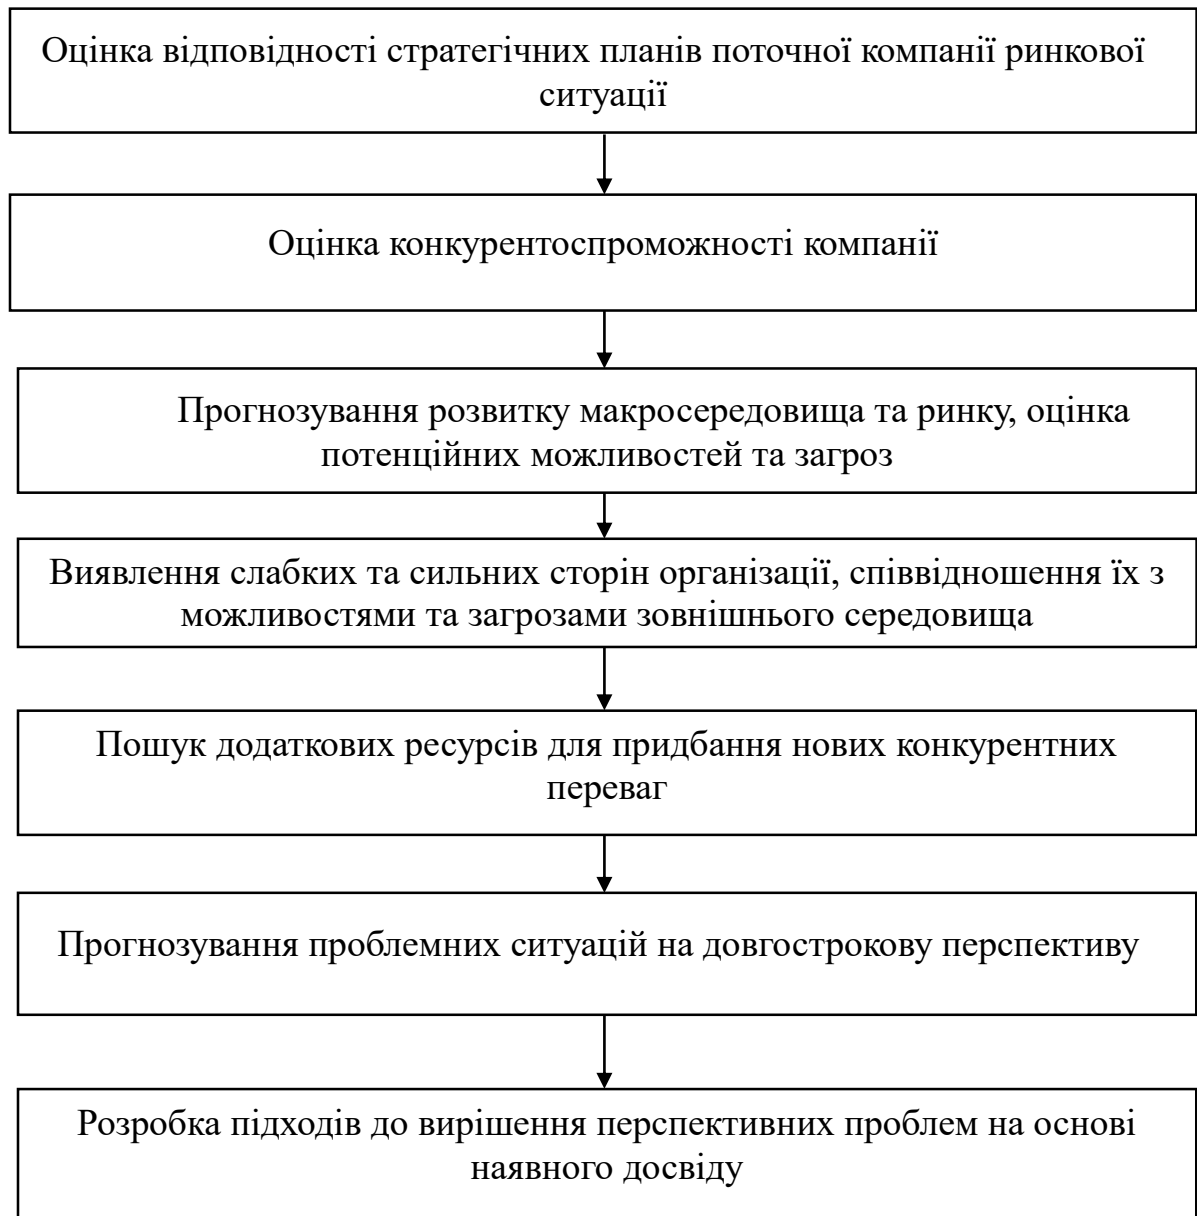 Оцінка відповідності стратегічних планів поточної компанії ринкової
ситуації
Оцінка конкурентоспроможності компанії
Прогнозування розвитку макросередовища та ринку, оцінка
потенційних можливостей та загроз
Виявлення слабких та сильних сторін організації, співвідношення їх з
можливостями та загрозами зовнішнього середовища
Пошук додаткових ресурсів для придбання нових конкурентних
переваг
Прогнозування проблемних ситуацій на довгострокову перспективу
Розробка підходів до вирішення перспективних проблем на основі
наявного досвіду